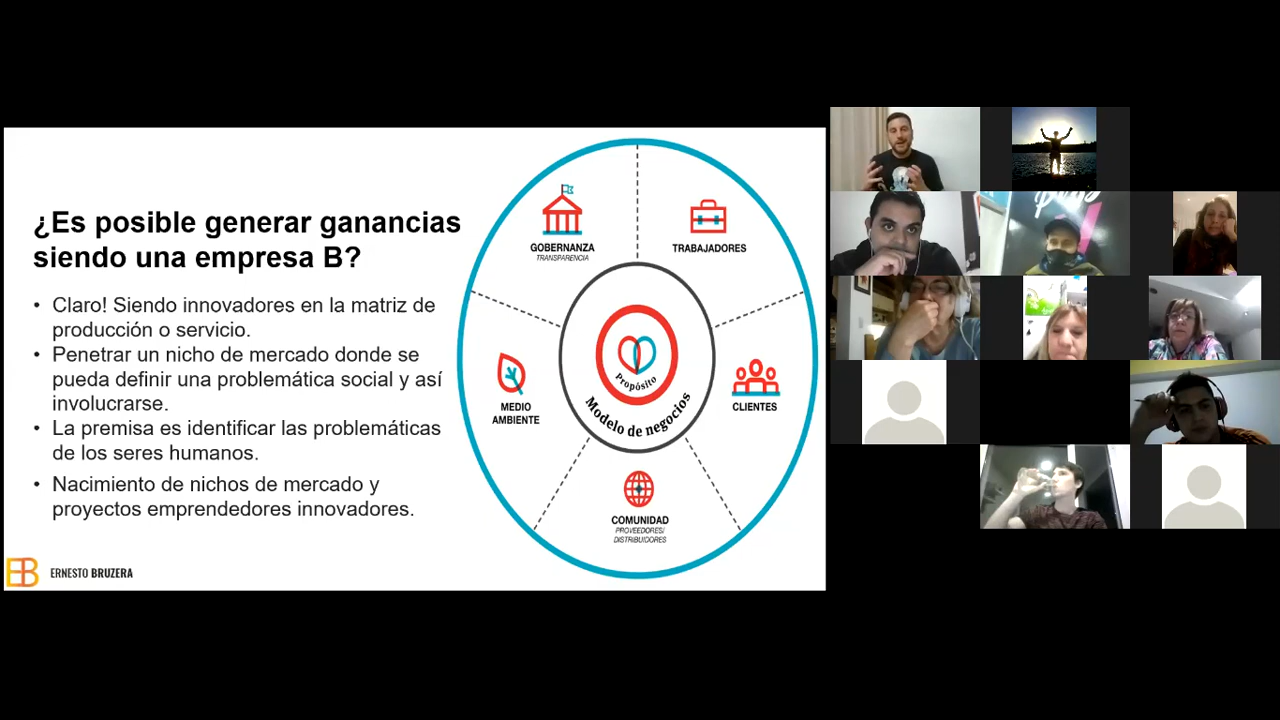 ¿Es posible generar ganancias
siendo una empresa B?
• Claro! Siendo innovadores en la matriz de
producción o servicio.
• Penetrar un nicho de mercado donde se
pueda definir una problemática social y así
involucrarse.
• La premisa es identificar las problemáticas
de los seres humanos.
• Nacimiento de nichos de mercado y
proyectos emprendedores innovadores.
EB
ERNESTO BRUZERA
GOBERNANZA
TRANSPARENCIA
TRABAJADORES
MEDIO
AMBIENTE
Propósito
Modelo de negocios
CLIENTES
COMUNIDAD
PROVEEDORES/
DISTRIBUIDORES